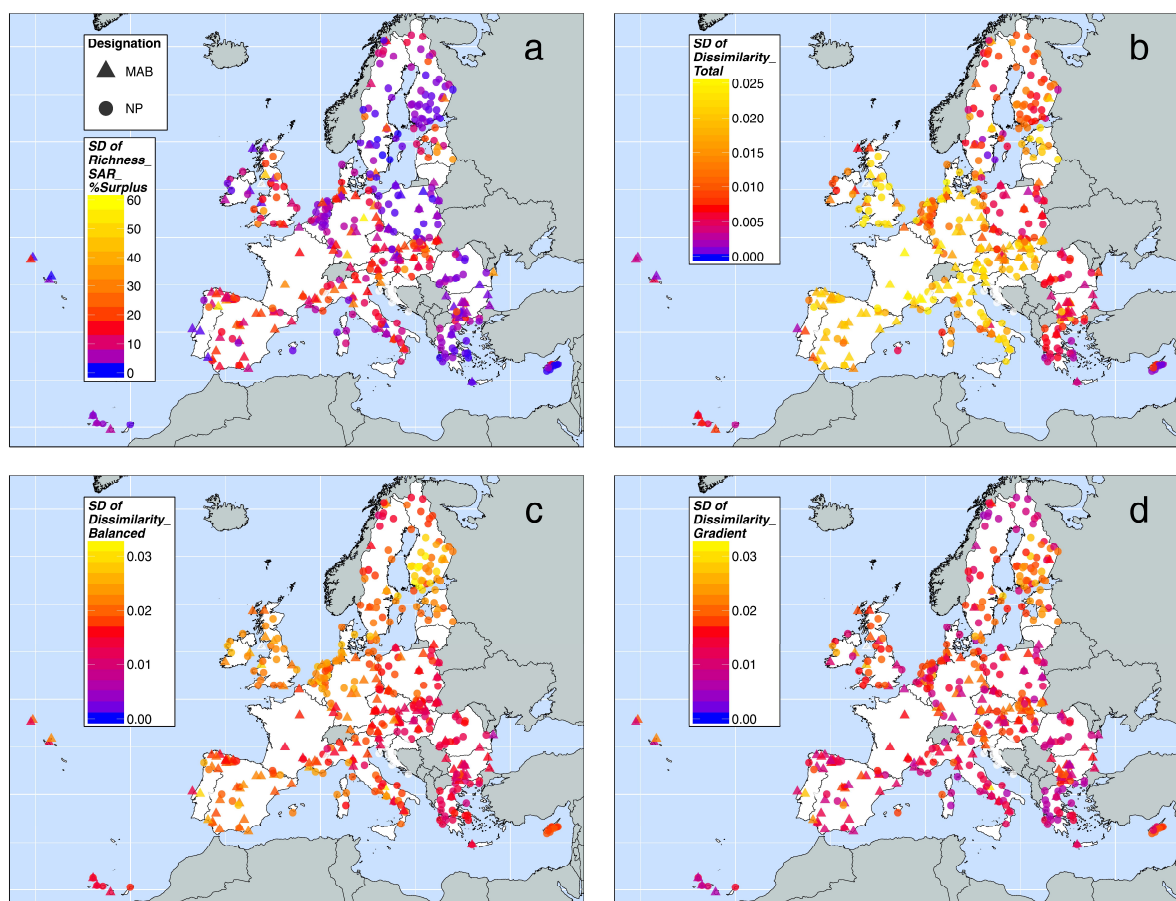 a
Designation
MAB
NP
SD of
Richness_
SAR_
%Surplus
60
50
40
30
20
10
0
b
SD of
Dissimilarity_
Total
0.025
0.020
0.015
0.010
0.005
0.000
c
SD of
Dissimilarity_
Balanced
0.03
0.02
0.01
0.00
d
SD of
Dissimilarity_
Gradient
0.03
0.02
0.01
0.00